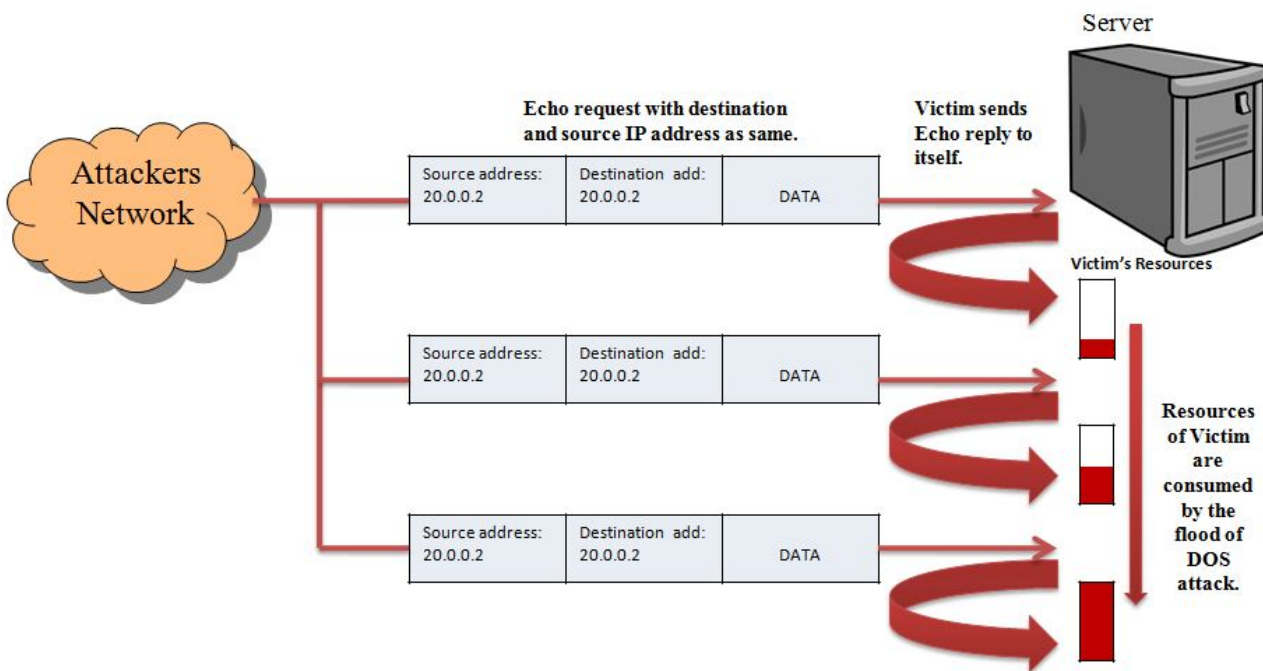 Server
Echo request with destination
and source IP address as same.
Victim sends
Echo reply to
itself.
Attackers
Network
Source address:
20.0.0.2
Destination add:
20.0.0.2
DATA
Victim's Resources
Source address:
20.0.0.2
Destination add:
20.0.0.2
DATA
Resources
of Victim
are
consumed
by the
flood of
DOS
attack.
Source address:
20.0.0.2
Destination add:
20.0.0.2
DATA